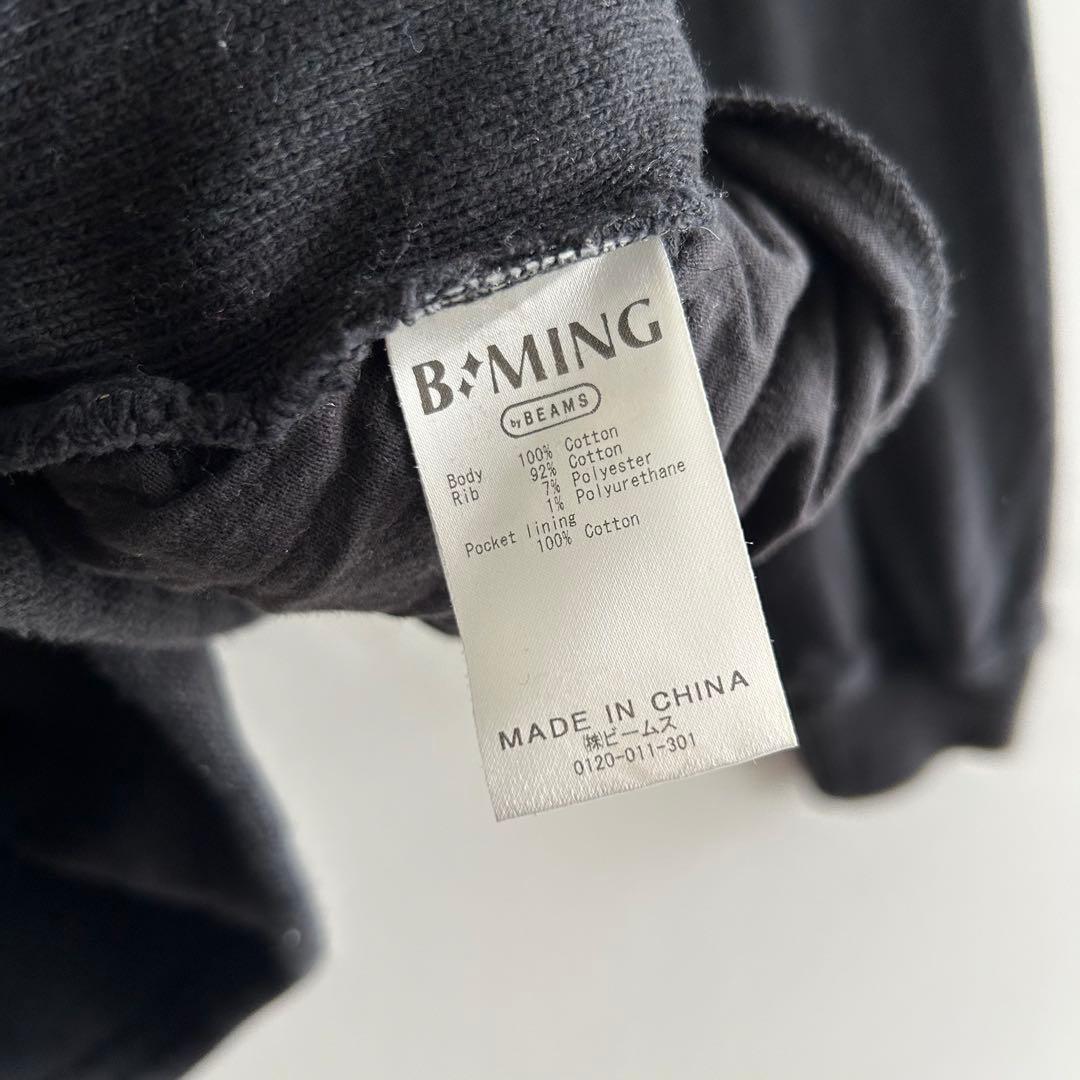 B MING
by BEAMS
Body 100% Cotton
Rib 92% Cotton
7% Polyester
1% Polyurethane
Pocket lining
100% Cotton
MADE IN CHINA
㈱ビームス
0120-011-301